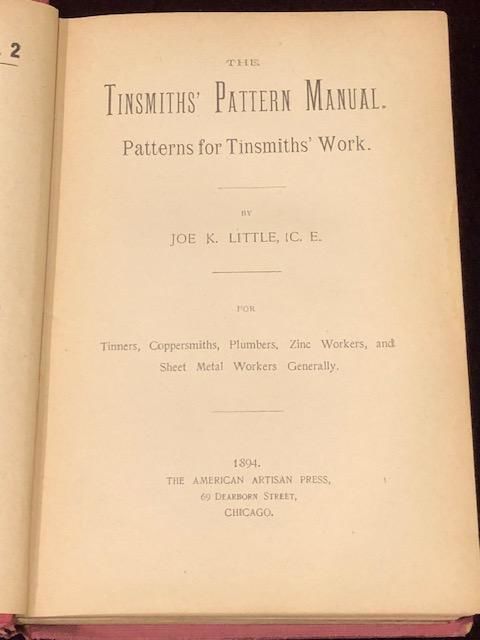 . 2
THE
TINSMITHS' PATTERN MANUAL.
Patterns for Tinsmiths' Work.
BY
JOE K. LITTLE, C. E.
FOR
Tinners, Coppersmiths, Plumbers, Zinc Workers, and
Sheet Metal Workers Generally.
1894.
THE AMERICAN ARTISAN PRESS,
69 DEARBORN STREET,
CHICAGO.